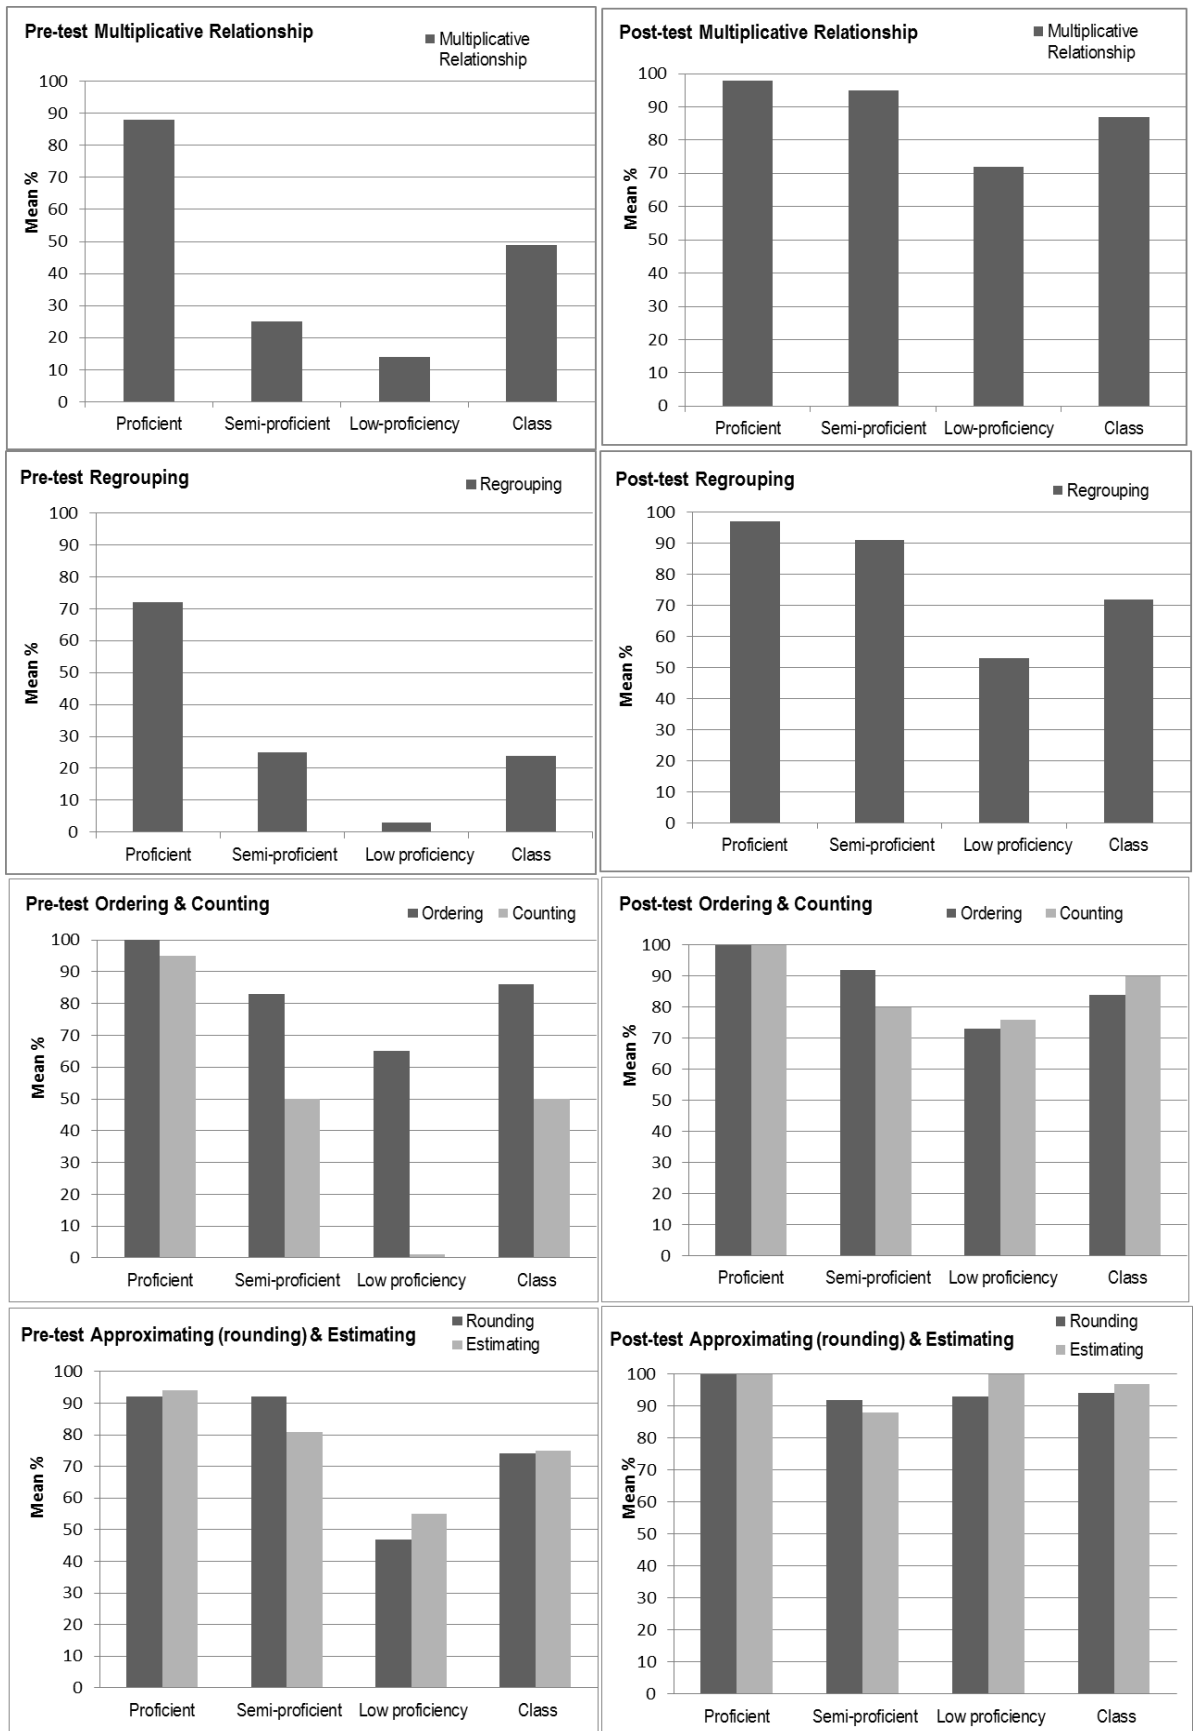 Pre-test Multiplicative Relationship
Multiplicative
Relationship
100
90
80
70
60
50
40
30
20
10
0
Mean %
Proficient Semi-proficient Low-proficiency Class
Post-test Multiplicative Relationship
Multiplicative
Relationship
100
90
80
70
60
50
40
30
20
10
0
Mean %
Proficient Semi-proficient Low-proficiency Class
Pre-test Regrouping
Regrouping
100
90
80
70
60
50
40
30
20
10
0
Mean %
Proficient Semi-proficient Low proficiency Class
Post-test Regrouping
Regrouping
100
90
80
70
60
50
40
30
20
10
0
Mean %
Proficient Semi-proficient Low proficiency Class
Pre-test Ordering & Counting
Ordering Counting
100
90
80
70
60
50
40
30
20
10
0
Mean %
Proficient Semi-proficient Low proficiency Class
Post-test Ordering & Counting
Ordering Counting
100
90
80
70
60
50
40
30
20
10
0
Mean %
Proficient Semi-proficient Low proficiency Class
Pre-test Approximating (rounding) & Estimating
Rounding
Estimating
100
90
80
70
60
50
40
30
20
10
0
Mean %
Proficient Semi-proficient Low proficiency Class
Post-test Approximating (rounding) & Estimating
Rounding
Estimating
100
90
80
70
60
50
40
30
20
10
0
Mean %
Proficient Semi-proficient Low proficiency Class